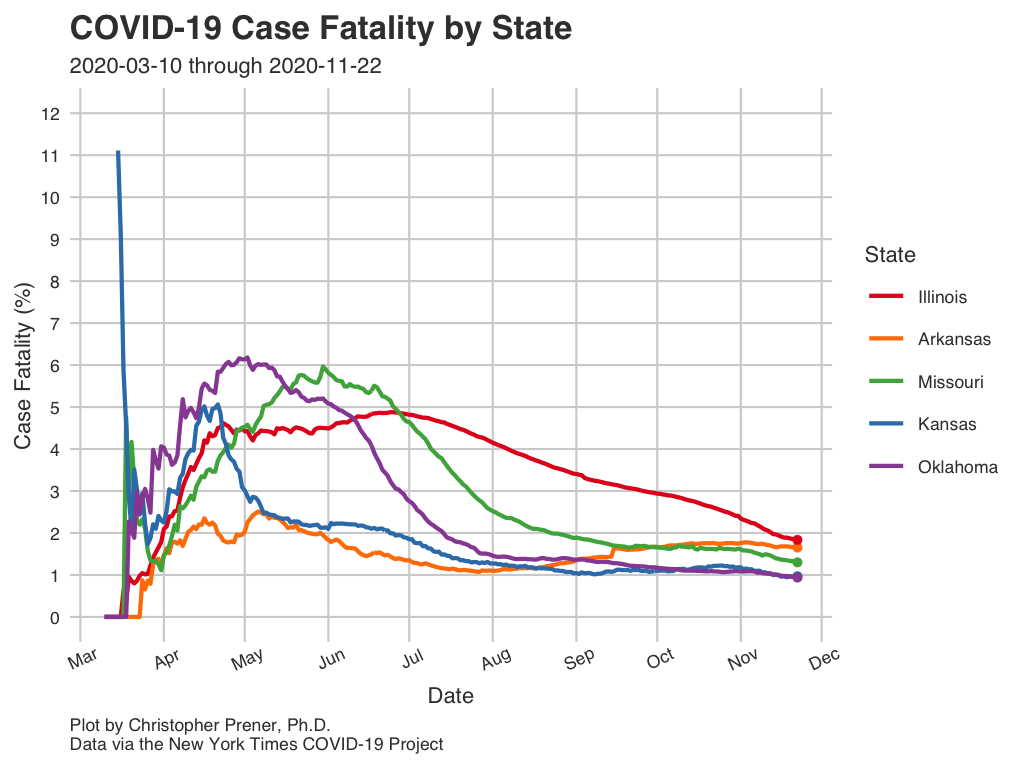 COVID-19 Case Fatality by State
2020-03-10 through 2020-11-22
Case Fatality (%)
12
11
10
9
8
7
6
5
4
3
2
1
0
Mar
Apr
May
Jun
Jul
Aug
Sep
Oct
Nov
Dec
Date
State
Illinois
Arkansas
Missouri
Kansas
Oklahoma
Plot by Christopher Prener, Ph.D.
Data via the New York Times COVID-19 Project